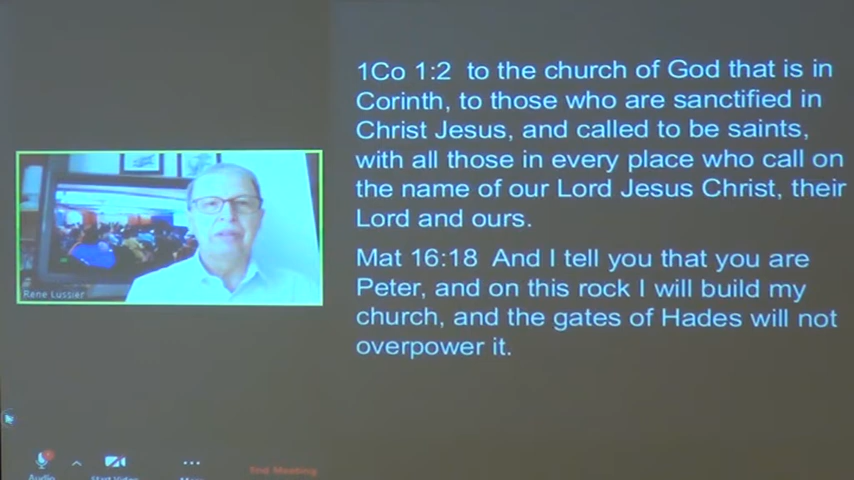 1Co 1:2 to the church of God that is in
Corinth, to those who are sanctified in
Christ Jesus, and called to be saints,
with all those in every place who call on
the name of our Lord Jesus Christ, their
Lord and ours.
Mat 16:18 And I tell you that you are
Peter, and on this rock I will build my
church, and the gates of Hades will not
overpower it.
Rene Lussier
Audio
Start Video
More
End Meeting